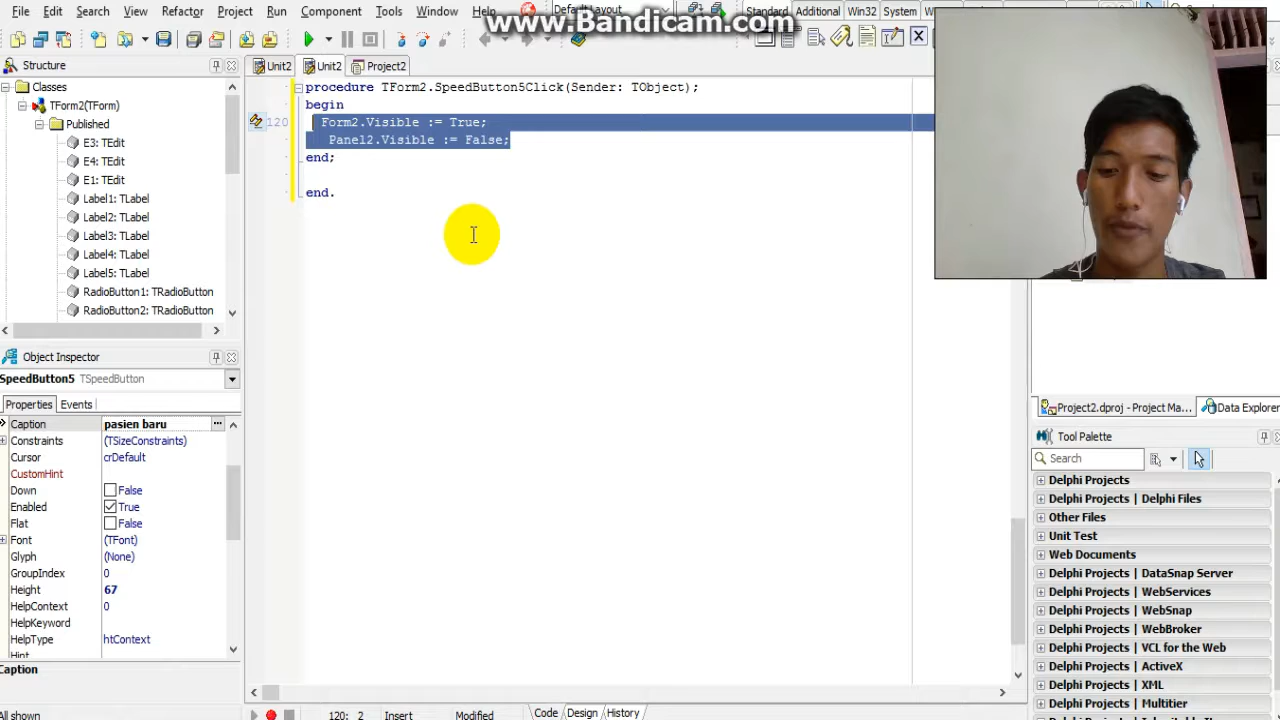 www.Bandicam.com
File Edit Search View Refactor Project Run Component Tools Window Help Default Layout
Standard Additional Win32 System
Structure Unit2 Unit2 Project2
Classes
TForm2(TForm)
Published
E3: TEdit
E4: TEdit
E1: TEdit
Label1: TLabel
Label2: TLabel
Label3: TLabel
Label4: TLabel
Label5: TLabel
RadioButton1: TRadioButton
RadioButton2: TRadioButton
procedure TForm2.SpeedButton5Click(Sender: TObject);
begin
120 Form2.Visible := True;
Panel2.Visible := False;
end;
end.
Object Inspector
SpeedButton5 TSpeedButton
Properties Events
Caption pasien baru
Constraints (TSizeConstraints)
Cursor crDefault
CustomHint
Down False
Enabled True
Flat False
Font (TFont)
Glyph (None)
GroupIndex 0
Height 67
HelpContext 0
HelpKeyword
HelpType htContext
Hint
Caption
All shown
120: 2 Insert Modified Code Design History
Project2.dproj - Project Ma... Data Explorer
Tool Palette
Search
Delphi Projects
Delphi Projects | Delphi Files
Other Files
Unit Test
Web Documents
Delphi Projects | DataSnap Server
Delphi Projects | WebServices
Delphi Projects | WebSnap
Delphi Projects | WebBroker
Delphi Projects | VCL for the Web
Delphi Projects | ActiveX
Delphi Projects | XML
Delphi Projects | Multitier